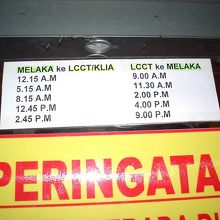 MELAKA ke LCCT/KLIA LCCT ke MELAKA
12.15 A.M 9.00 A.M
5.15 A.M 11.30 A.M
8.15 A.M 2.00 P.M
12.45 P.M 4.00 P.M
2.45 P.M 9.00 P.M
PERINGATA